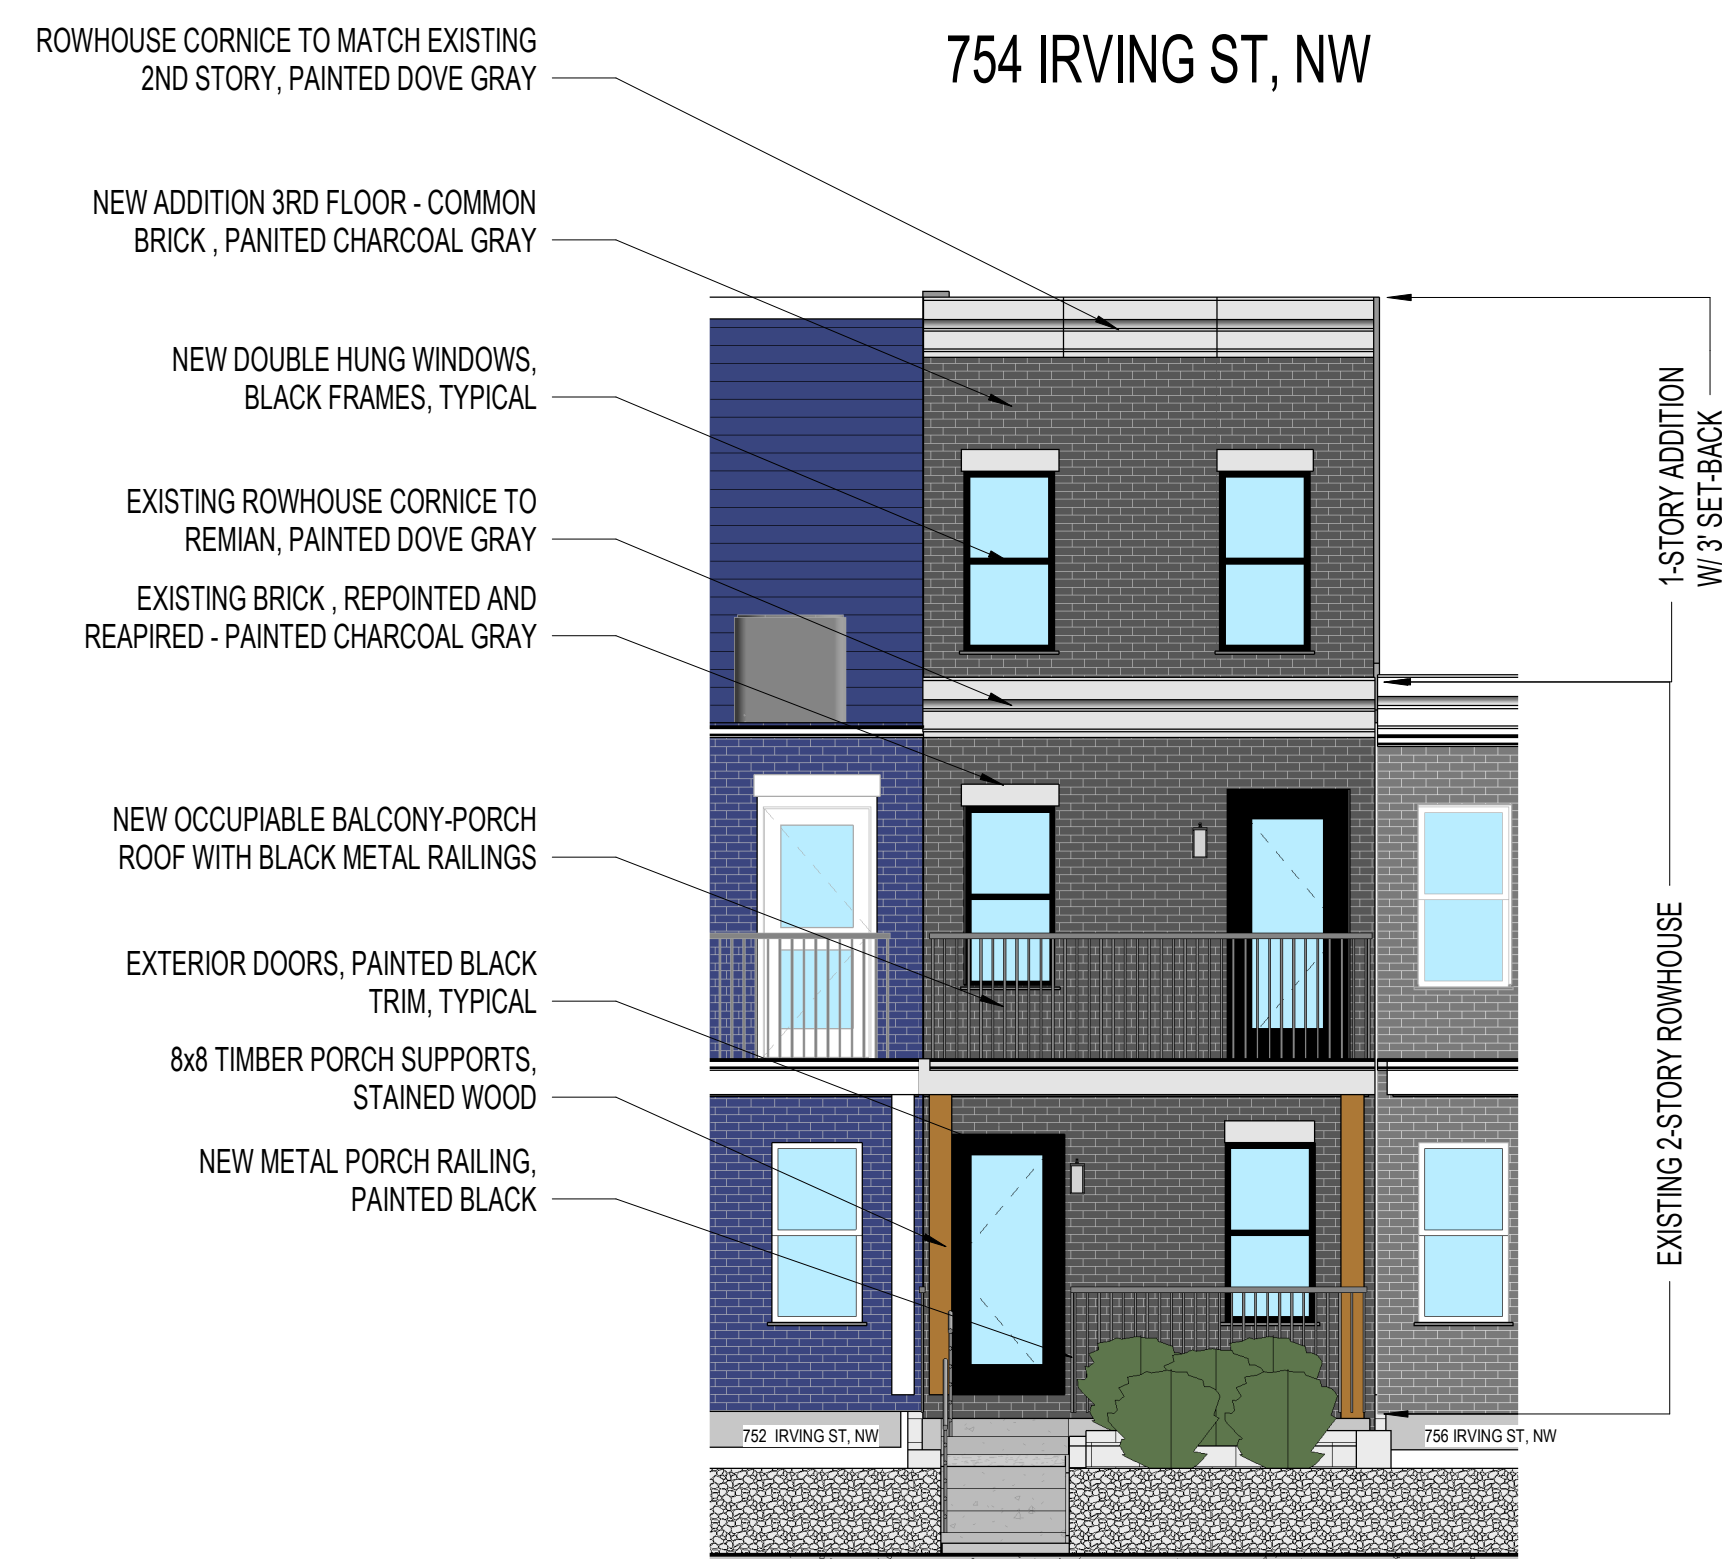 754 IRVING ST, NW
ROWHOUSE CORNICE TO MATCH EXISTING
2ND STORY, PAINTED DOVE GRAY
NEW ADDITION 3RD FLOOR - COMMON
BRICK , PANITED CHARCOAL GRAY
NEW DOUBLE HUNG WINDOWS,
BLACK FRAMES, TYPICAL
EXISTING ROWHOUSE CORNICE TO
REMIAN, PAINTED DOVE GRAY
EXISTING BRICK , REPOINTED AND
REAPIRED - PAINTED CHARCOAL GRAY
NEW OCCUPIABLE BALCONY-PORCH
ROOF WITH BLACK METAL RAILINGS
EXTERIOR DOORS, PAINTED BLACK
TRIM, TYPICAL
8x8 TIMBER PORCH SUPPORTS,
STAINED WOOD
NEW METAL PORCH RAILING,
PAINTED BLACK
1-STORY ADDITION
W/ 3' SET-BACK
EXISTING 2-STORY ROWHOUSE
752 IRVING ST, NW
756 IRVING ST, NW